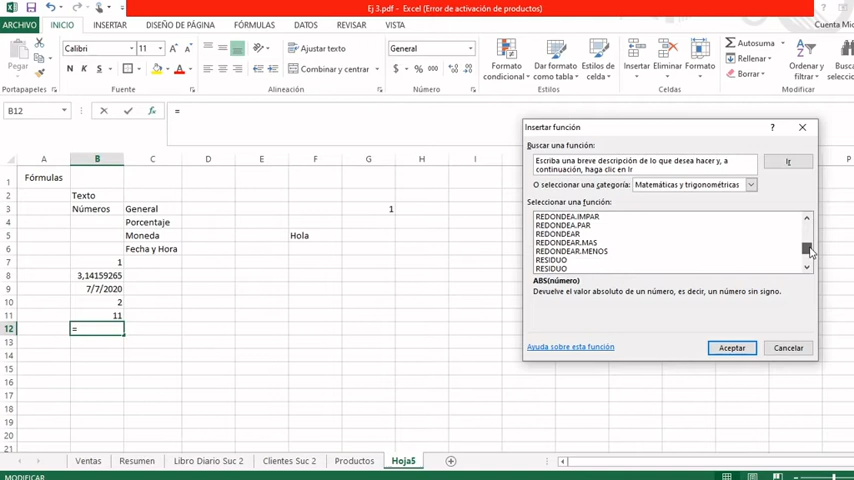 Ej 3.pdf - Excel (Error de activación de productos)
?
ARCHIVO INICIO INSERTAR DISEÑO DE PÁGINA FÓRMULAS DATOS REVISAR VISTA
Cuenta Mic
Pegar
Calibri 11 A A
N K S A
Ajustar texto
Combinar y centrar
General
$ % 000
Formato condicional
Dar formato como tabla
Estilos de celda
Insertar
Eliminar
Formato
Autosuma
Rellenar
Borrar
Ordenar y filtrar
Busca
selec
Portapapeles Fuente Alineación Número Estilos Celdas Modificar
B12 fx =
A B C D E F G H I P
1 Fórmulas
2 Texto
3 Números General 1
4 Porcentaje
5 Moneda Hola
6 Fecha y Hora
7 1
8 3,14159265
9 7/7/2020
10 2
11 11
12 =
13
14
15
16
17
18
19
20
21
Insertar función
?
Buscar una función:
Escriba una breve descripción de lo que desea hacer y, a
continuación, haga clic en Ir
Ir
O seleccionar una categoría: Matemáticas y trigonométricas
Seleccionar una función:
REDONDEA.IMPAR
REDONDEA.PAR
REDONDEAR
REDONDEAR.MAS
REDONDEAR.MENOS
RESIDUO
RESIDUO
ABS(número)
Devuelve el valor absoluto de un número, es decir, un número sin signo.
Ayuda sobre esta función
Aceptar
Cancelar
Ventas Resumen Libro Diario Suc 2 Clientes Suc 2 Productos Hoja5
MODIFICAR